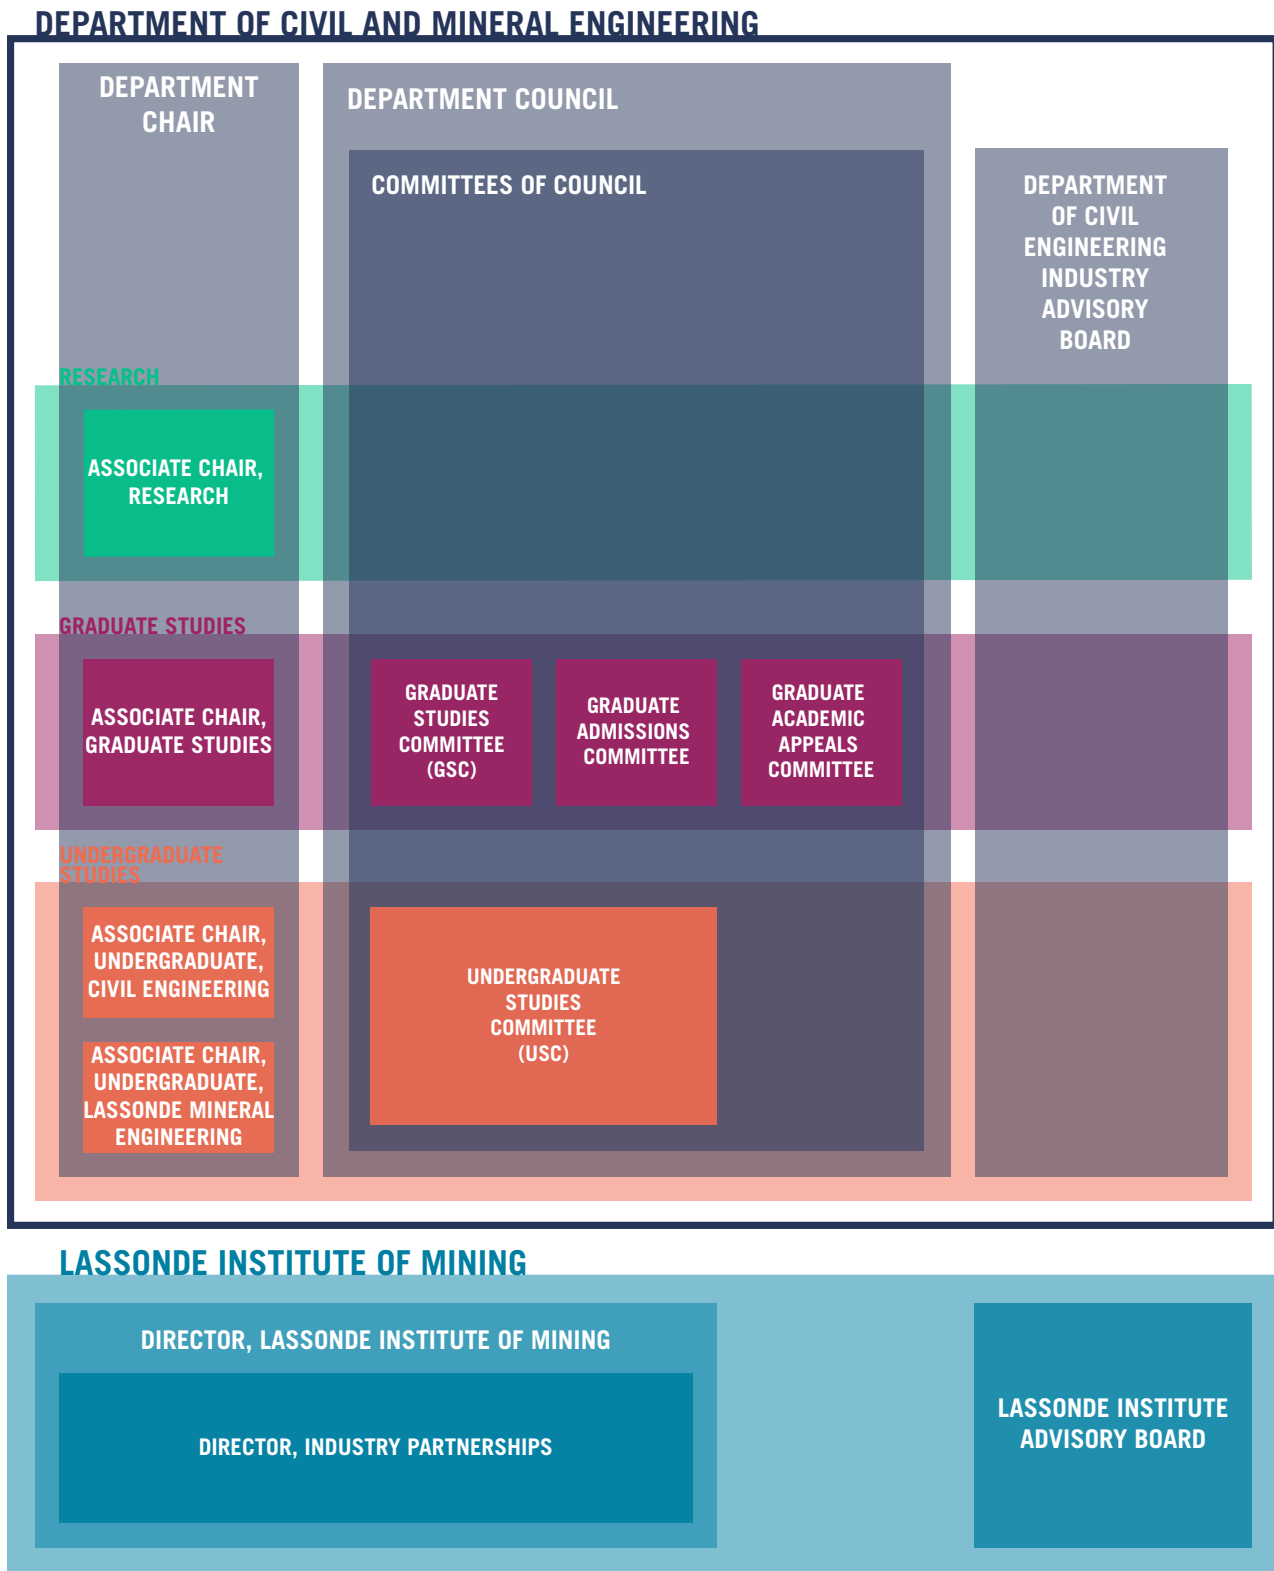 DEPARTMENT OF CIVIL AND MINERAL ENGINEERING
DEPARTMENT
CHAIR
DEPARTMENT COUNCIL
COMMITTEES OF COUNCIL
DEPARTMENT
OF CIVIL
ENGINEERING
INDUSTRY
ADVISORY
BOARD
RESEARCH
ASSOCIATE CHAIR,
RESEARCH
GRADUATE STUDIES
ASSOCIATE CHAIR,
GRADUATE STUDIES
GRADUATE
STUDIES
COMMITTEE
(GSC)
GRADUATE
ADMISSIONS
COMMITTEE
GRADUATE
ACADEMIC
APPEALS
COMMITTEE
UNDERGRADUATE
STUDIES
ASSOCIATE CHAIR,
UNDERGRADUATE,
CIVIL ENGINEERING
ASSOCIATE CHAIR,
UNDERGRADUATE,
LASSONDE MINERAL
ENGINEERING
UNDERGRADUATE
STUDIES
COMMITTEE
(USC)
LASSONDE INSTITUTE OF MINING
DIRECTOR, LASSONDE INSTITUTE OF MINING
DIRECTOR, INDUSTRY PARTNERSHIPS
LASSONDE INSTITUTE
ADVISORY BOARD